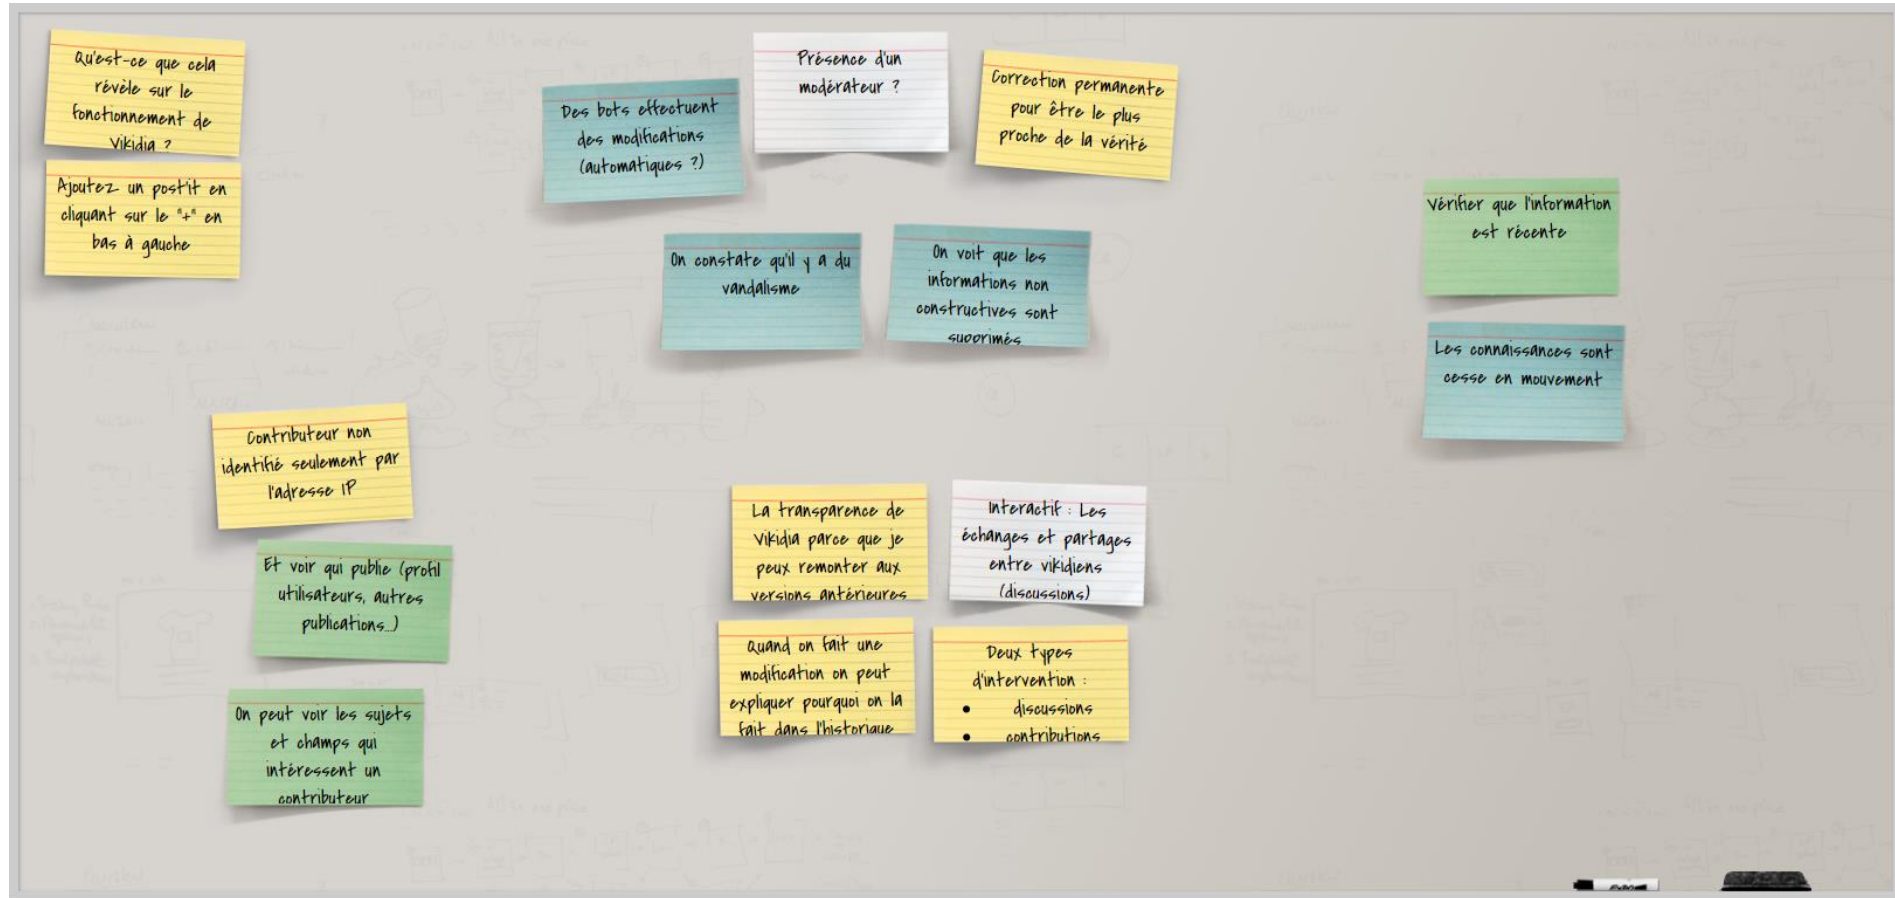 Qu'est-ce que cela
révèle sur le
fonctionnement de
Vikidia ?
Ajoutez un post'it en
cliquant sur le "+" en
bas à gauche
Des bots effectuent
des modifications
(automatiques ?)
Présence d'un
modérateur ?
Correction permanente
pour être le plus
proche de la vérité
On constate qu'il y a du
vandalisme
On voit que les
informations non
constructives sont
supprimés
Vérifier que l'information
est récente
Les connaissances sont
cesse en mouvement
Contributeur non
identifié seulement par
l'adresse IP
Et voir qui publie (profil
utilisateurs, autres
publications...)
On peut voir les sujets
et champs qui
intéressent un
contributeur
La transparence de
Vikidia parce que je
peux remonter aux
versions antérieures
Interactif : Les
échanges et partages
entre vikidiens
(discussions)
Quand on fait une
modification on peut
expliquer pourquoi on la
fait dans l'historique
Deux types
d'intervention :
• discussions
• contributions